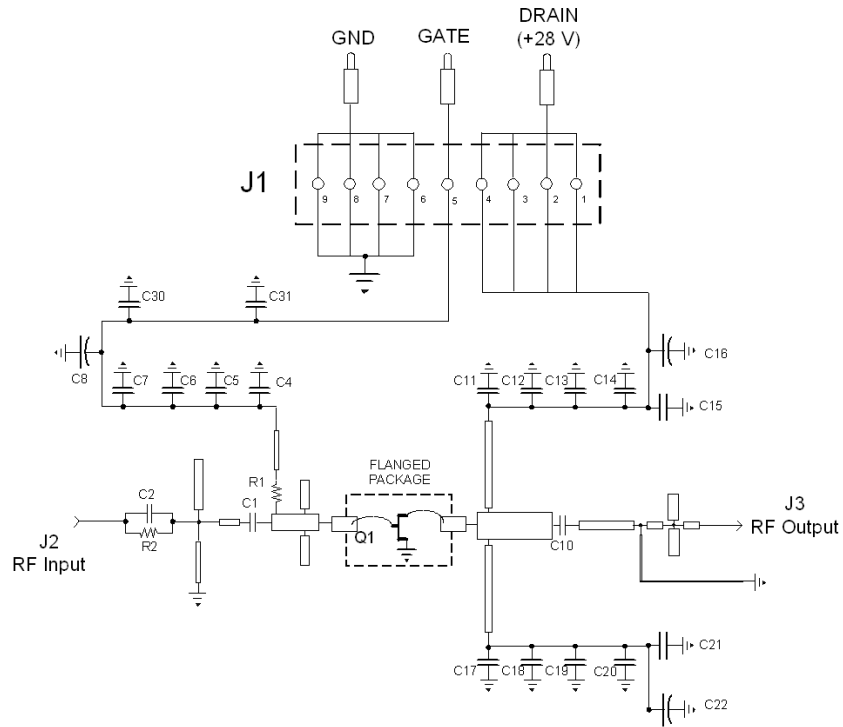 DRAIN
(+28 V)
GND
GATE
J1
9
8
7
6
5
4
3
2
1
C30
C31
C8
C7
C6
C5
C4
C11
C12
C13
C14
C16
C15
R1
FLANGED
PACKAGE
C2
R2
C1
Q1
C10
J2
RF Input
J3
RF Output
C17
C18
C19
C20
C21
C22